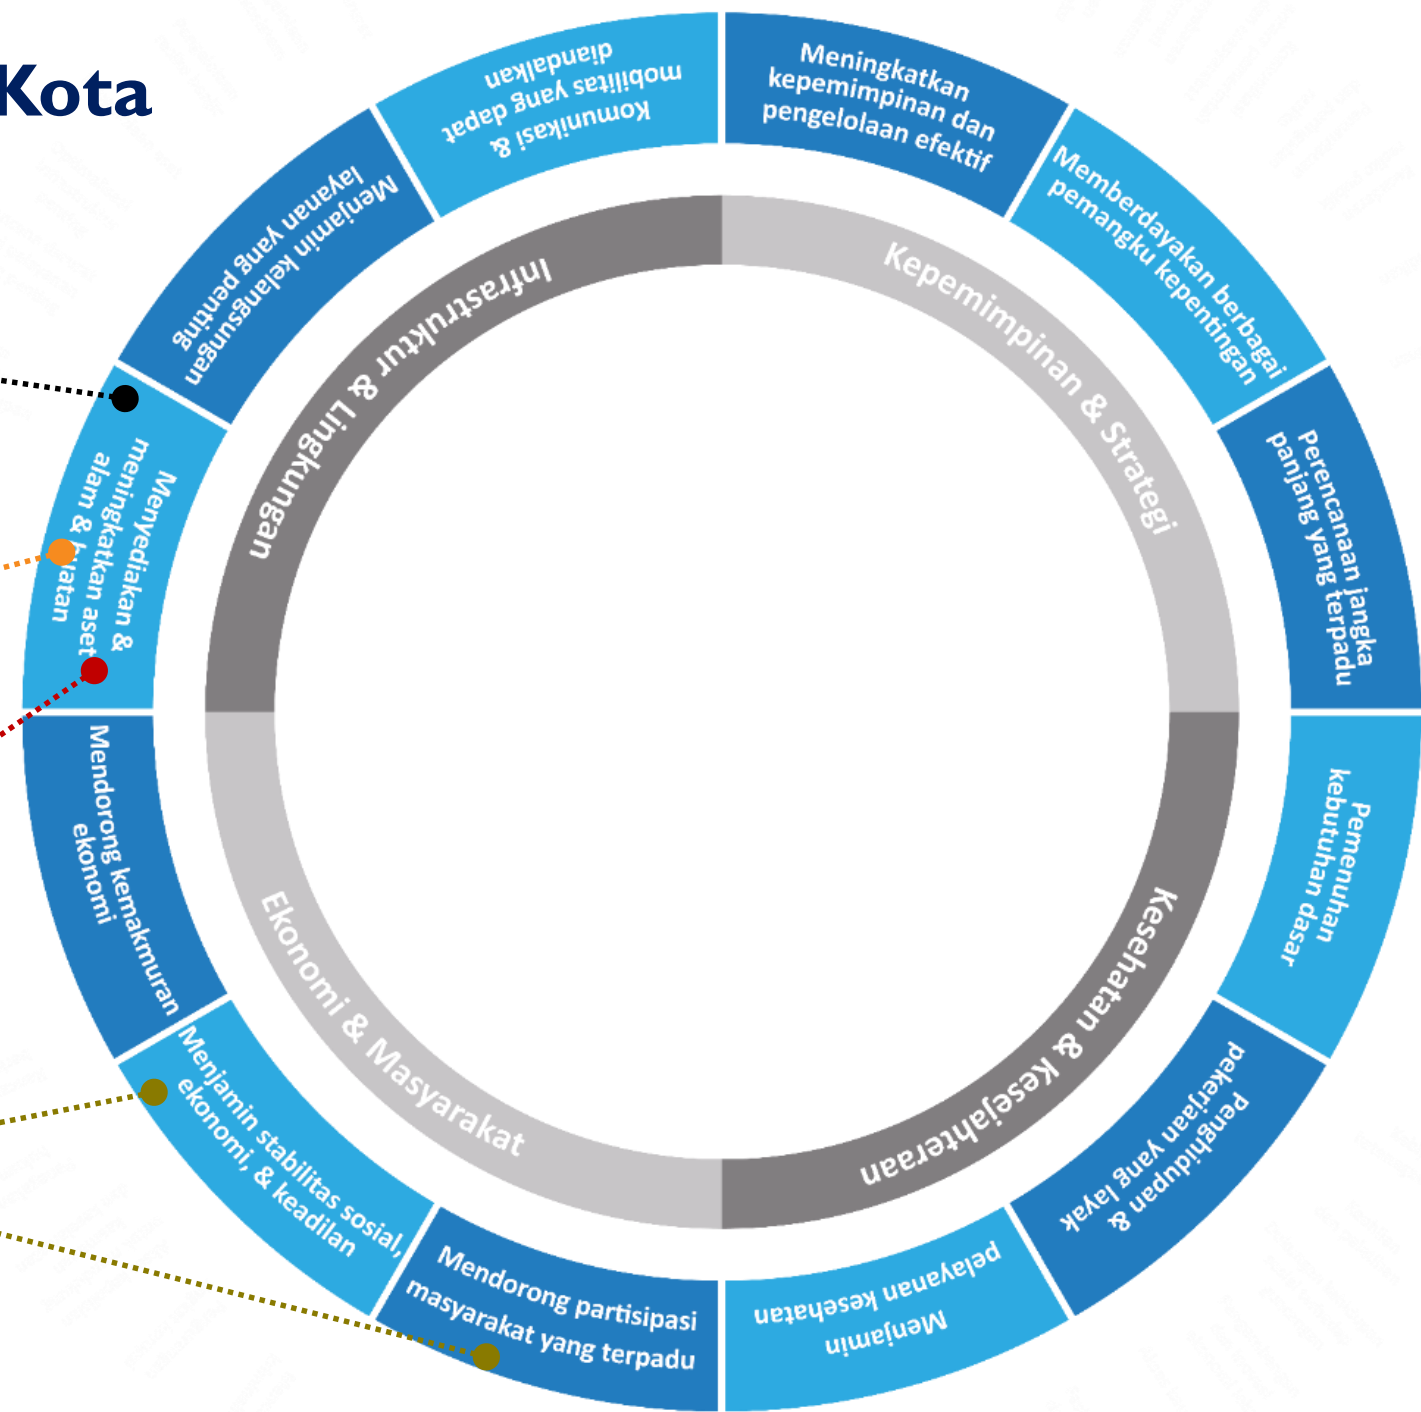 Kota
Meningkatkan
kepemimpinan dan
pengelolaan efektif
Memberdayakan berbagai
pemangku kepentingan
Perencanaan jangka
panjang yang terpadu
Pemenuhan
kebutuhan dasar
Penghidupan &
pekerjaan yang layak
Menjamin
pelayanan kesehatan
Mendorong partisipasi
masyarakat yang terpadu
Menjamin stabilitas sosial,
ekonomi, & keadilan
Mendorong kemakmuran
ekonomi
Menyediakan &
meningkatkan aset
alam & buatan
Menjamin kelangsungan
layanan yang penting
Komunikasi &
mobilitas yang dapat
diandalkan
Kepemimpinan & Strategi
Kesehatan & Kesejahteraan
Ekonomi & Masyarakat
Infrastruktur & Lingkungan